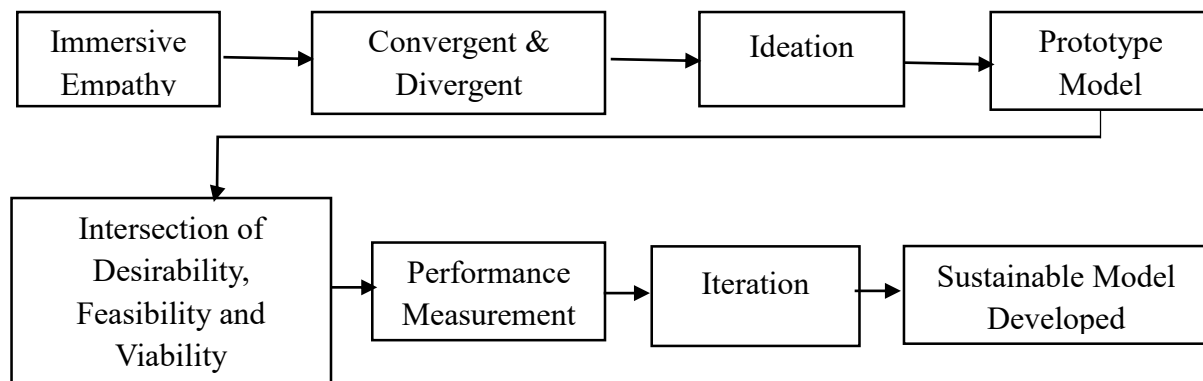 Immersive
Empathy
Convergent &
Divergent
Ideation
Prototype
Model
Intersection of
Desirability,
Feasibility and
Viability
Performance
Measurement
Iteration
Sustainable Model
Developed